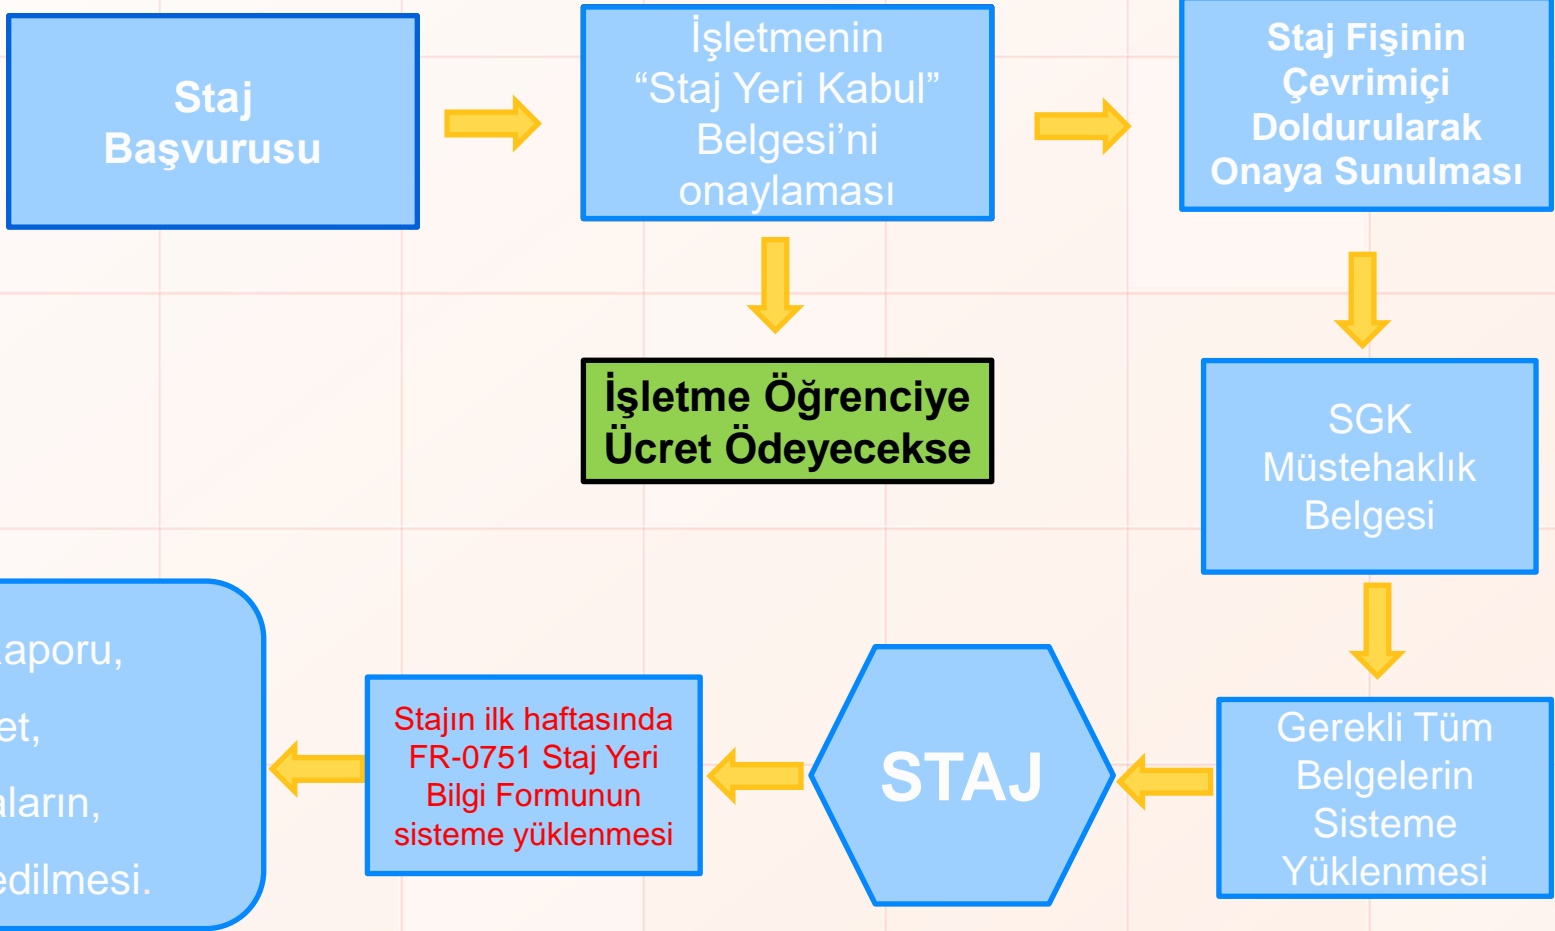 Staj
Başvurusu
İşletmenin
“Staj Yeri Kabul”
Belgesi’ni
onaylaması
Staj Fişinin
Çevrimiçi
Doldurularak
Onaya Sunulması
İşletme Öğrenciye
Ücret Ödeyecekse
SGK
Müstehaklık
Belgesi
Gerekli Tüm
Belgelerin
Sisteme
Yüklenmesi
STAJ
Stajın ilk haftasında
FR-0751 Staj Yeri
Bilgi Formunun
sisteme yüklenmesi
aporu,
et,
aların,
edilmesi.